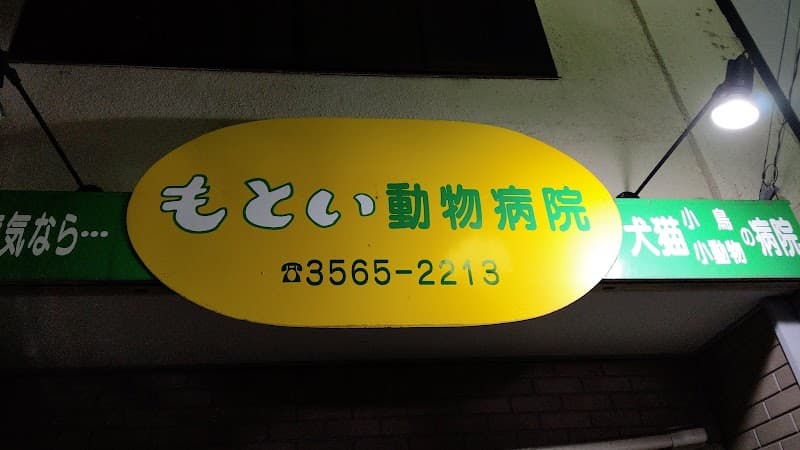 気なら…
もとい動物病院
☎3565-2213
犬猫小鳥小動物の病院